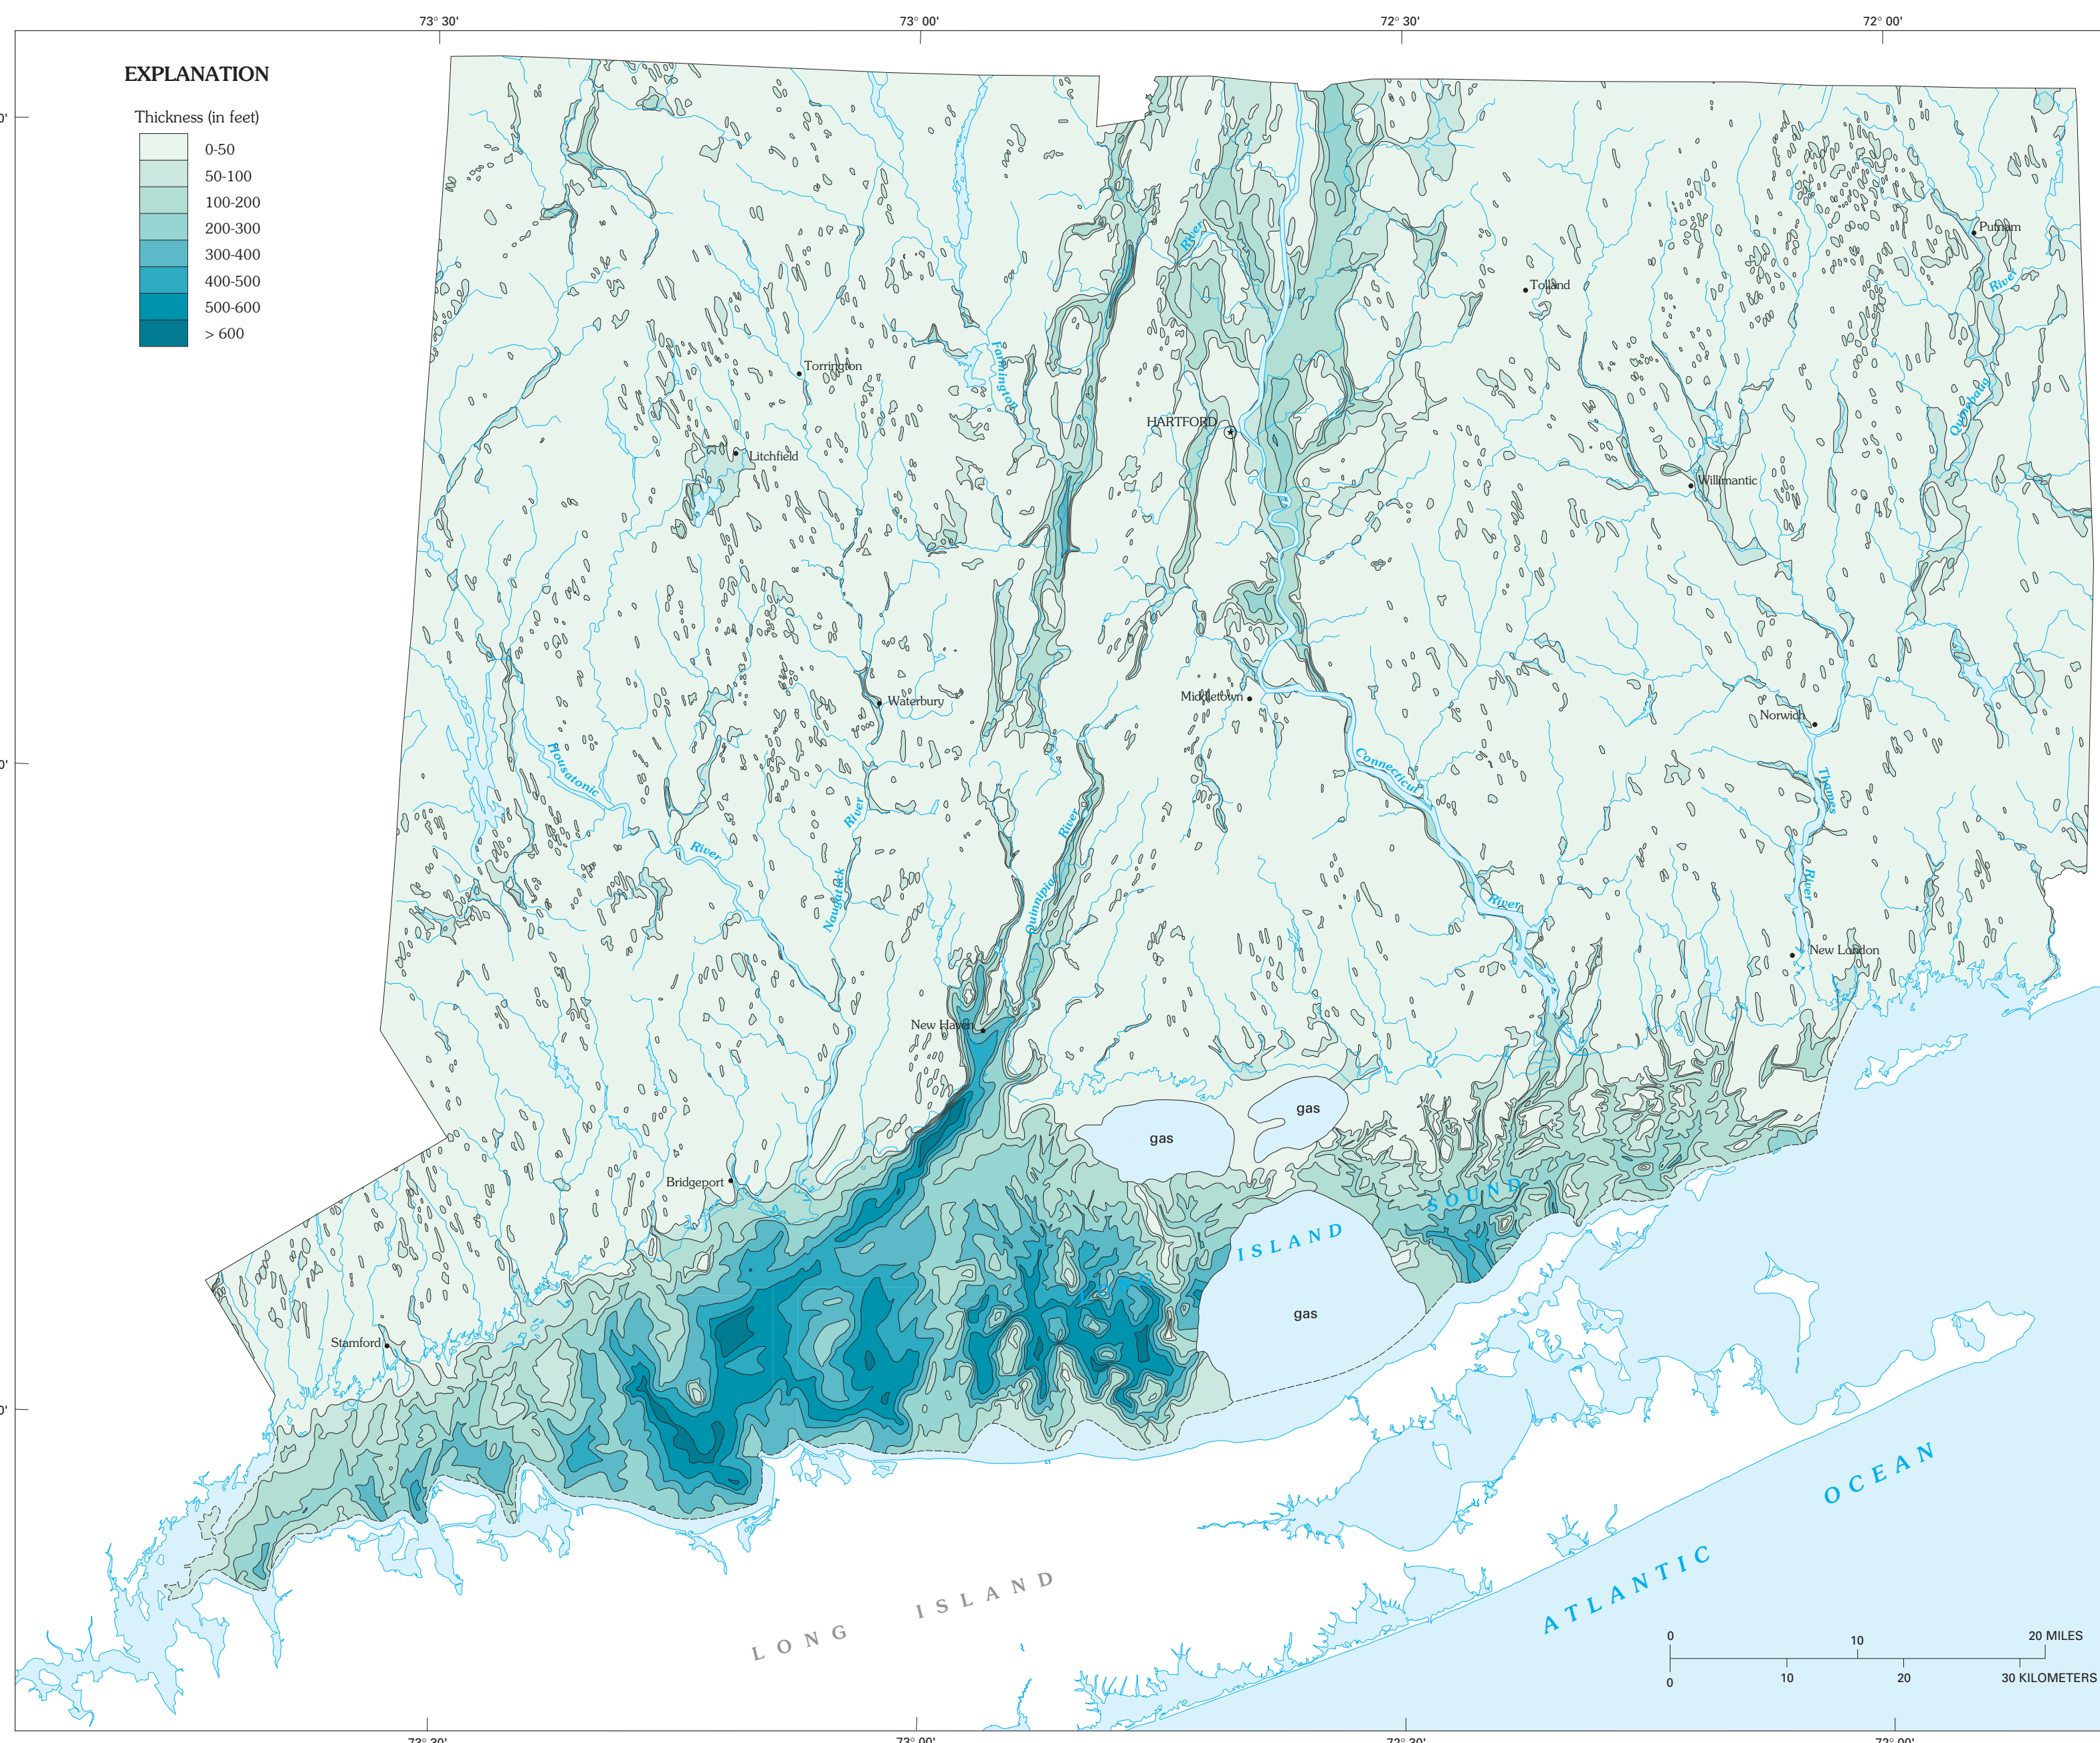 73° 30'
73° 00'
72° 30'
72° 00'
EXPLANATION
Thickness (in feet)
0-50
50-100
100-200
200-300
300-400
400-500
500-600
> 600
0'
River
Putnam
River
Tolland
Torrington
Farmington
Quinebaug
HARTFORD
Litchfield
Willimantic
Waterbury
Middletown
Norwich
Housatonic
Connecticut
Thames
River
River
River
Naugatuck
Quinnipiac
River
River
New London
New Haven
gas
gas
Bridgeport
SOUND
ISLAND
LONG
gas
Stamford
0'
0'
OCEAN
ATLANTIC
LONG ISLAND
0
10
20 MILES
0
10
20
30 KILOMETERS
73° 30'
73° 00'
72° 30'
72° 00'